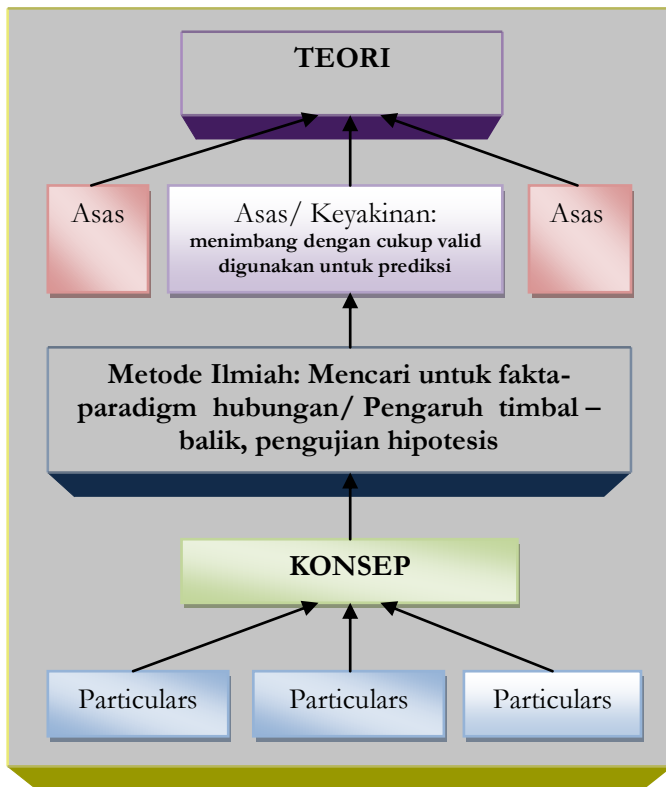 TEORI
Asas
Asas/ Keyakinan:
menimbang dengan cukup valid
digunakan untuk prediksi
Asas
Metode Ilmiah: Mencari untuk fakta-
paradigm hubungan/ Pengaruh timbal –
balik, pengujian hipotesis
KONSEP
Particulars
Particulars
Particulars